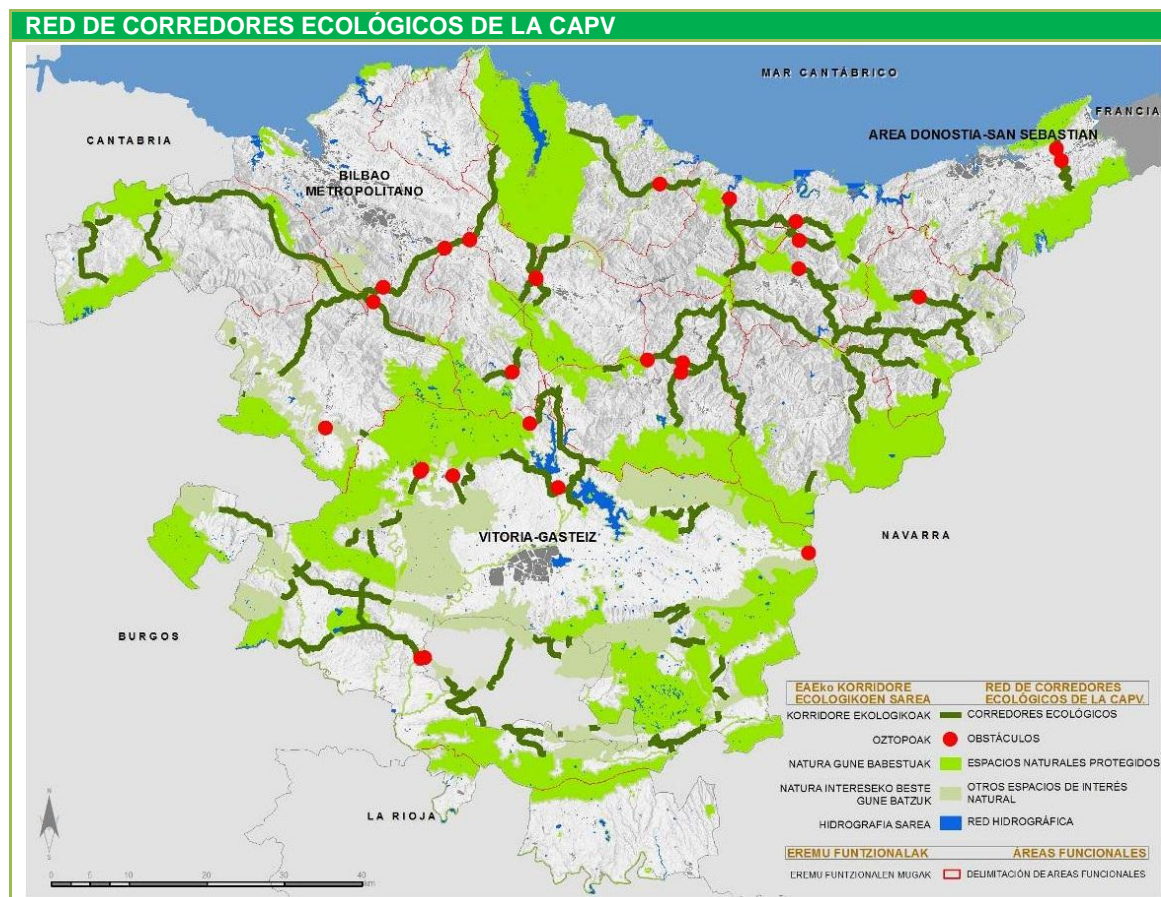 RED DE CORREDORES ECOLÓGICOS DE LA CAPV
MAR CANTÁBRICO
FRANCIA
CANTABRIA
AREA DONOSTIA-SAN SEBASTIAN
BILBAO
METROPOLITANO
NAVARRA
VITORIA-GASTEIZ
BURGOS
LA RIOJA
EAEko KORRIDORE
ECOLOGIKOEN SAREA
RED DE CORREDORES
ECOLÓGICOS DE LA CAPV.
KORRIDORE EKOLOGIKOAK
CORREDORES ECOLÓGICOS
OZTOPOAK
OBSTÁCULOS
NATURA GUNE BABESTUAK
ESPACIOS NATURALES PROTEGIDOS
NATURA INTERESEKO BESTE
GUNE BATZUK
OTROS ESPACIOS DE INTERÉS
NATURAL
HIDROGRAFIA SAREA
RED HIDROGRÁFICA
EREMU FUNTZIONALAK
ÁREAS FUNCIONALES
EREMU FUNTZIONALEN MUGAK
DELIMITACIÓN DE AREAS FUNCIONALES
N
S
0 10 20 30 40
km